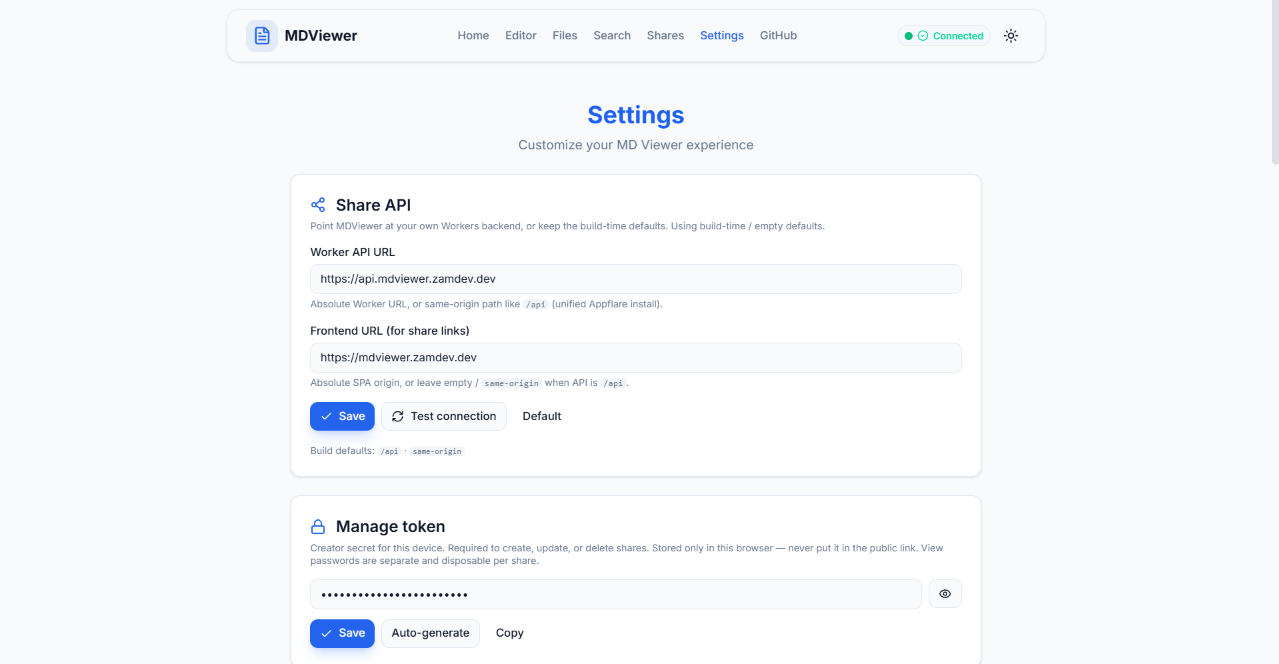 MDViewer
Home Editor Files Search Shares Settings GitHub
Connected
Settings
Customize your MD Viewer experience
Share API
Point MDViewer at your own Workers backend, or keep the build-time defaults. Using build-time / empty defaults.
Worker API URL
https://api.mdviewer.zamdev.dev
Absolute Worker URL, or same-origin path like /api (unified Appflare install).
Frontend URL (for share links)
https://mdviewer.zamdev.dev
Absolute SPA origin, or leave empty / same-origin when API is /api.
Save Test connection Default
Build defaults: /api · same-origin
Manage token
Creator secret for this device. Required to create, update, or delete shares. Stored only in this browser — never put it in the public link. View
passwords are separate and disposable per share.
••••••••••••••••••••••••
Save Auto-generate Copy